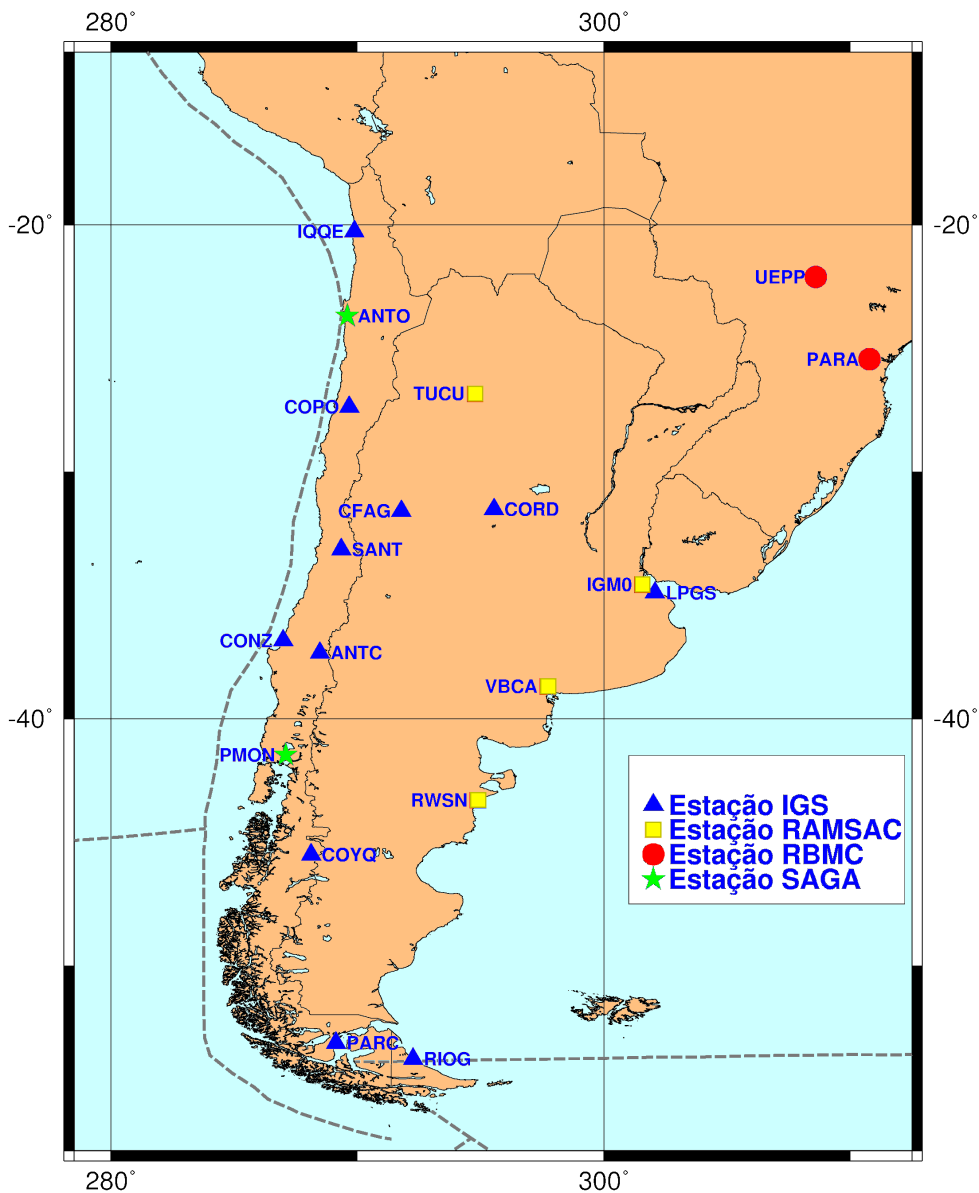 280° 300°
-20° -20°
IQQE
UEPP
ANTO
PARA
TUCU
COPO
CFAG
CORD
SANT
IGM0
LPGS
CONZ
ANTC
VBCA
-40° -40°
PMON
RWSN
Estação IGS
Estação RAMSAC
Estação RBMC
Estação SAGA
COYQ
PARC
RIOG
280° 300°